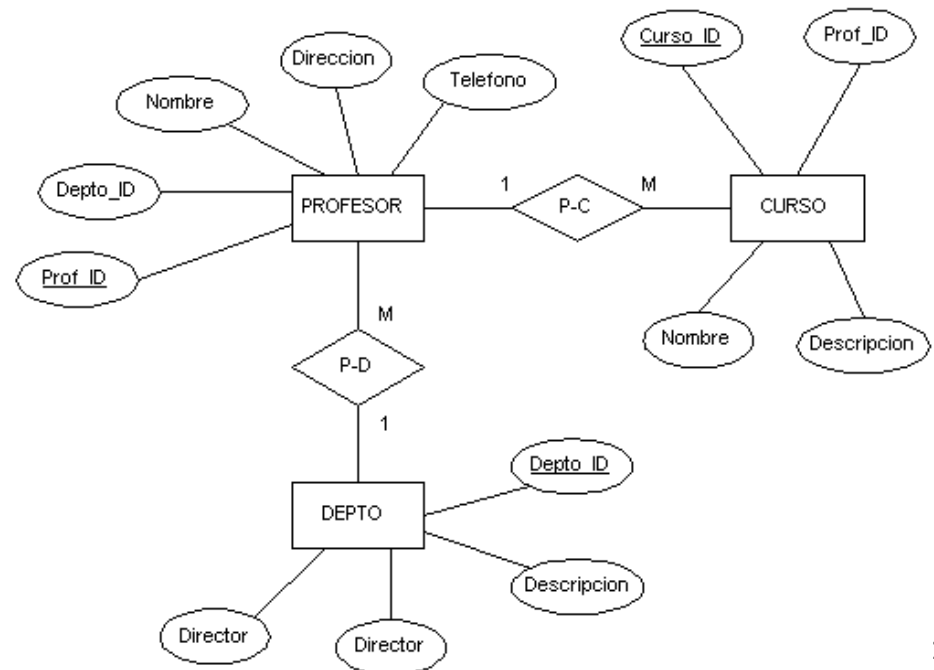 Curso_ID
Prof_ID
Direccion
Telefono
Nombre
Depto_ID
PROFESOR
1
P-C
M
CURSO
Prof_ID
M
Nombre
Descripcion
P-D
1
Depto_ID
DEPTO
Descripcion
Director
Director